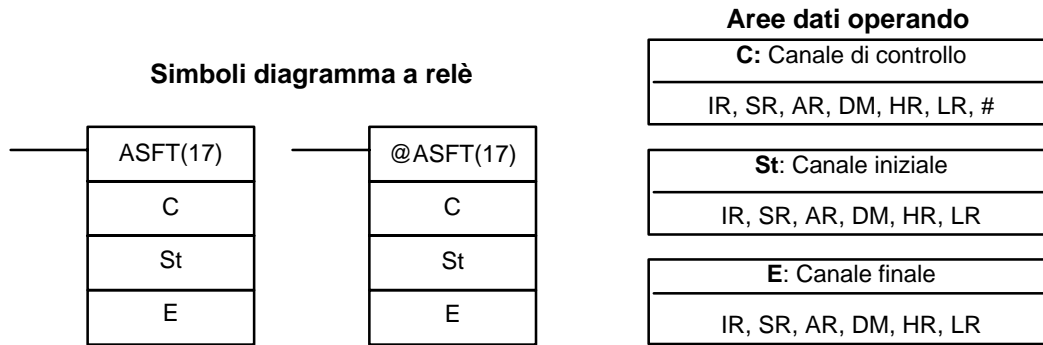 Simboli diagramma a relè
ASFT(17)
C
St
E
@ASFT(17)
C
St
E
Aree dati operando
C: Canale di controllo
IR, SR, AR, DM, HR, LR, #
St: Canale iniziale
IR, SR, AR, DM, HR, LR
E: Canale finale
IR, SR, AR, DM, HR, LR